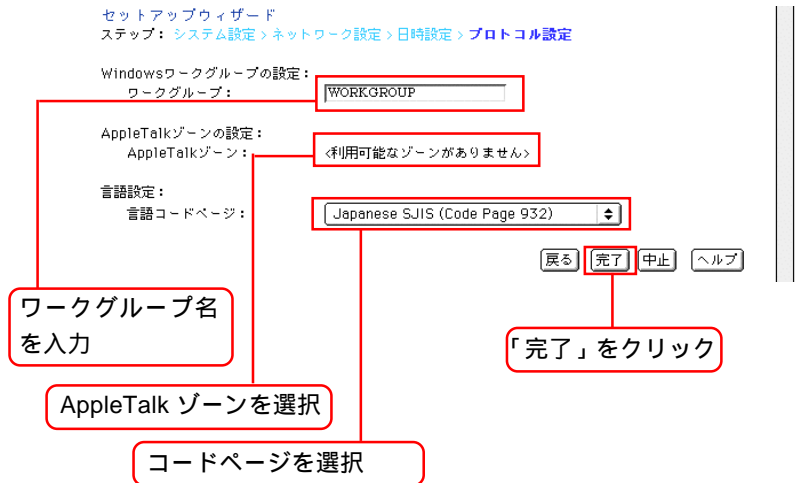 セットアップウィザード
ステップ：システム設定＞ネットワーク設定＞日時設定＞プロトコル設定
Windowsワークグループの設定：
ワークグループ： WORKGROUP
AppleTalkゾーンの設定：
AppleTalkゾーン： <利用可能なゾーンがありません>
言語設定：
言語コードページ： Japanese SJIS (Code Page 932)
戻る 完了 中止 ヘルプ
ワークグループ名
を入力
「完了」をクリック
AppleTalk ゾーンを選択
コードページを選択